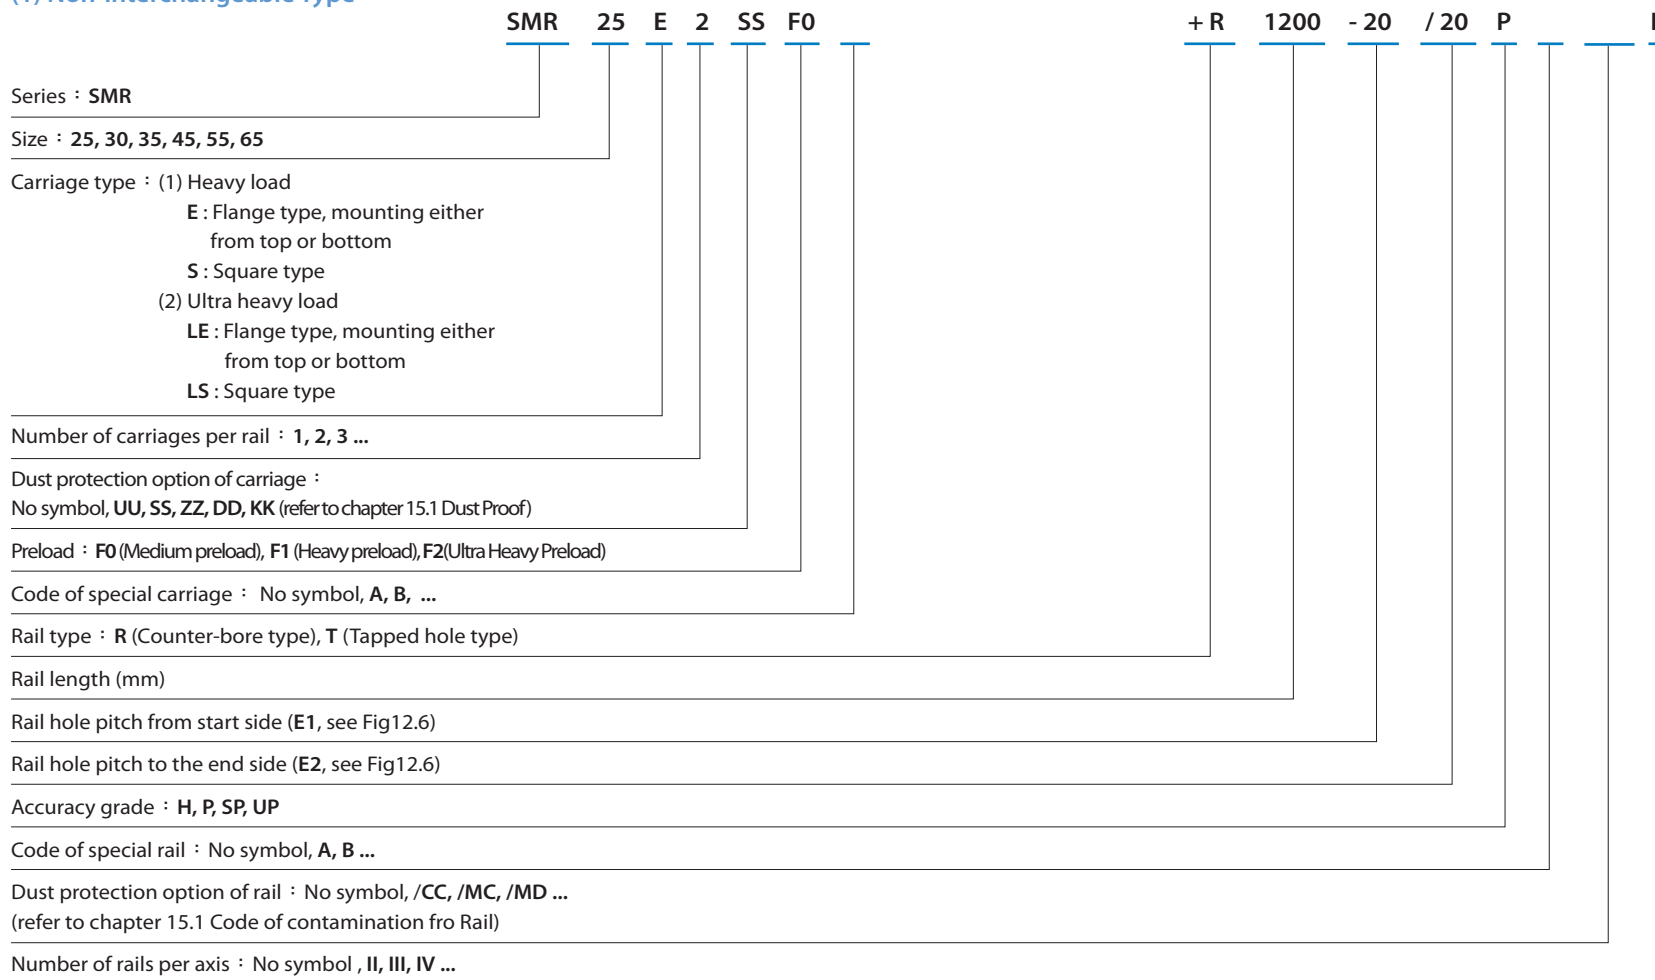 (1) Non-Interchangeable Type
SMR 25 E 2 SS F0 + R 1200 - 20 / 20 P
Series : SMR
Size : 25, 30, 35, 45, 55, 65
Carriage type : (1) Heavy load
E : Flange type, mounting either
from top or bottom
S : Square type
(2) Ultra heavy load
LE : Flange type, mounting either
from top or bottom
LS : Square type
Number of carriages per rail : 1, 2, 3 ...
Dust protection option of carriage :
No symbol, UU, SS, ZZ, DD, KK (refer to chapter 15.1 Dust Proof)
Preload : F0 (Medium preload), F1 (Heavy preload), F2(Ultra Heavy Preload)
Code of special carriage : No symbol, A, B, ...
Rail type : R (Counter-bore type), T (Tapped hole type)
Rail length (mm)
Rail hole pitch from start side (E1, see Fig12.6)
Rail hole pitch to the end side (E2, see Fig12.6)
Accuracy grade : H, P, SP, UP
Code of special rail : No symbol, A, B ...
Dust protection option of rail : No symbol, /CC, /MC, /MD ...
(refer to chapter 15.1 Code of contamination fro Rail)
Number of rails per axis : No symbol , II, III, IV ...